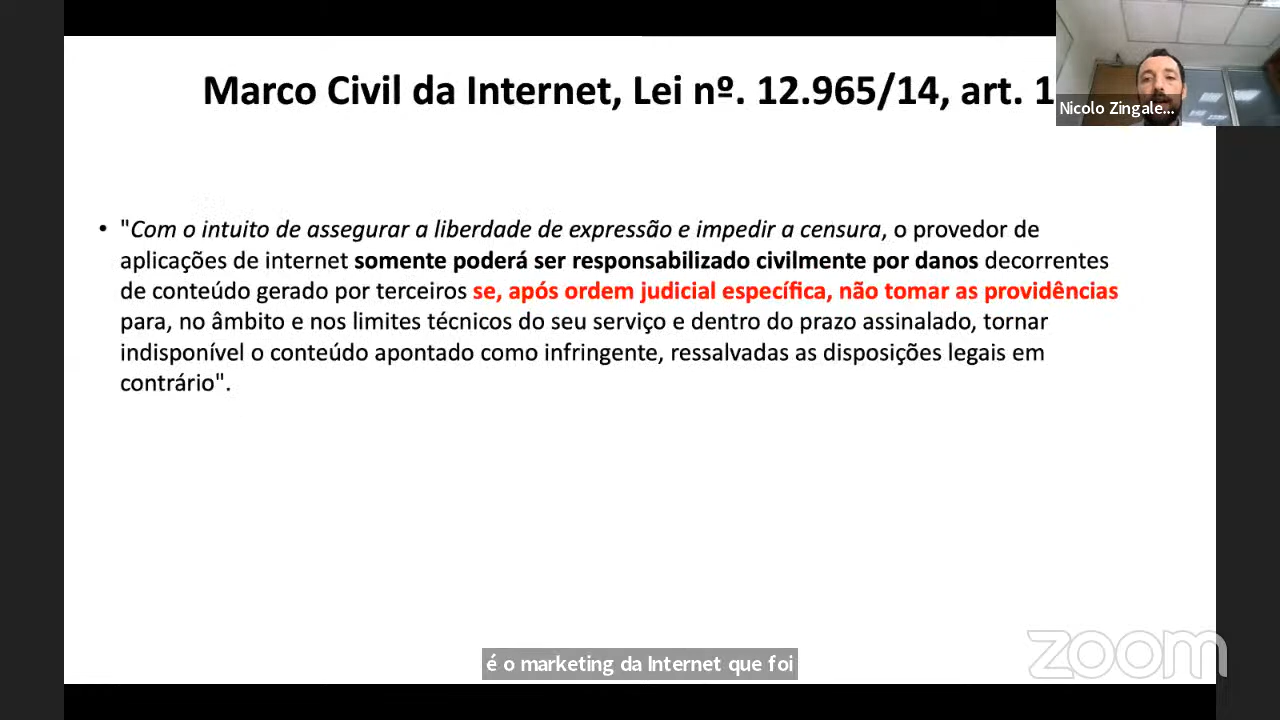 Marco Civil da Internet, Lei nº. 12.965/14, art. 1
Nicolo Zingale...
• "Com o intuito de assegurar a liberdade de expressão e impedir a censura, o provedor de
aplicações de internet somente poderá ser responsabilizado civilmente por danos decorrentes
de conteúdo gerado por terceiros se, após ordem judicial específica, não tomar as providências
para, no âmbito e nos limites técnicos do seu serviço e dentro do prazo assinalado, tornar
indisponível o conteúdo apontado como infringente, ressalvadas as disposições legais em
contrário".
zoom
é o marketing da Internet que foi